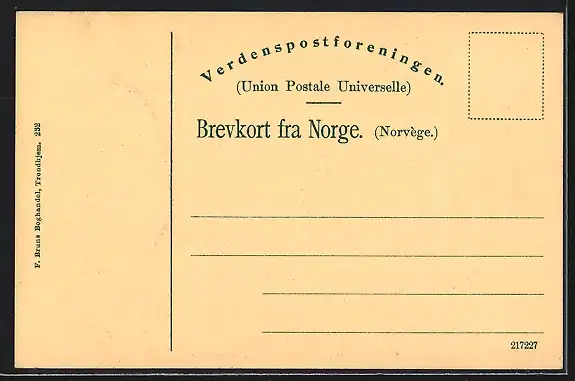 Verdenspostforeningen.
(Union Postale Universelle)
Brevkort fra Norge. (Norvège.)
F. Bruns Boghandel, Trondhjem. 232
217227